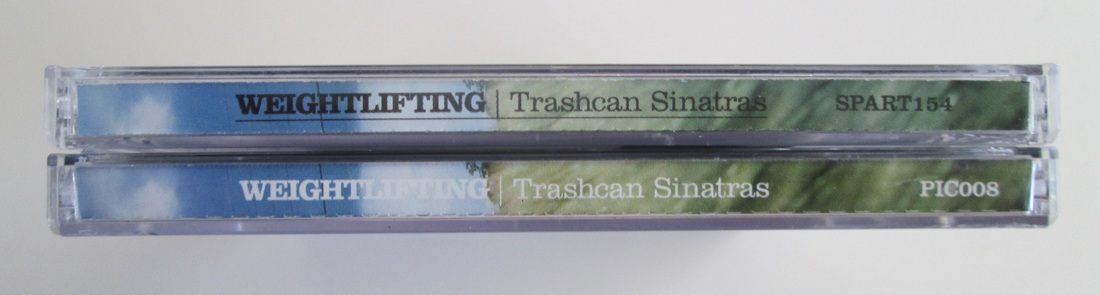 WEIGHTLIFTING | Trashcan Sinatras SPART154
WEIGHTLIFTING | Trashcan Sinatras PIC008